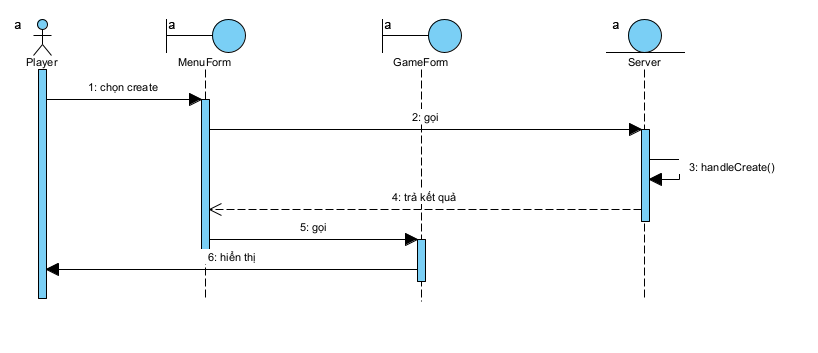 a
a
a
a
Player
MenuForm
GameForm
Server
1: chọn create
2: gọi
3: handleCreate()
4: trả kết quả
5: gọi
6: hiển thị